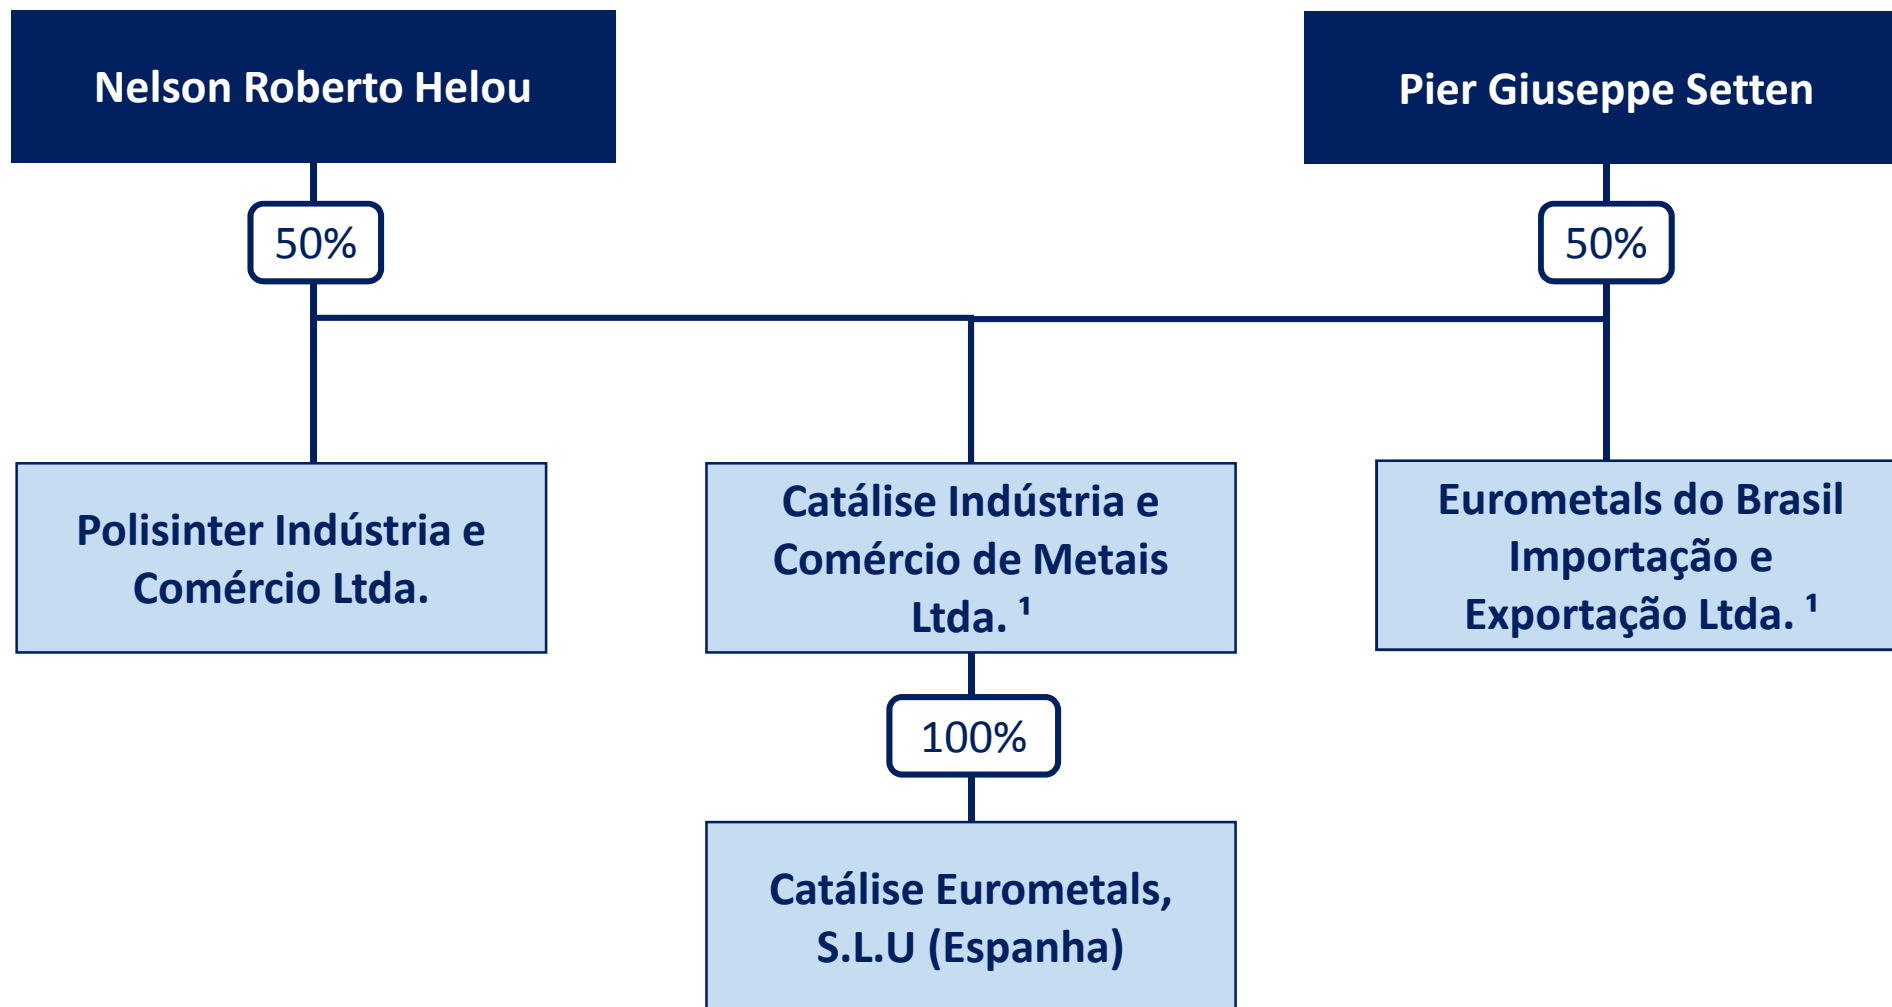 Nelson Roberto Helou
Pier Giuseppe Setten
50%
50%
Polisinter Indústria e
Comércio Ltda.
Catálise Indústria e
Comércio de Metais
Ltda. ¹
Eurometals do Brasil
Importação e
Exportação Ltda. ¹
100%
Catálise Eurometals,
S.L.U (Espanha)